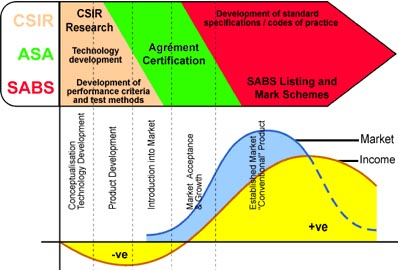 CSIR
ASA
SABS
CSIR
Research
Technology
development
Development of
performance criteria
and test methods
Agrément
Certification
Development of standard
specifications / codes of practice
SABS Listing and
Mark Schemes
Conceptualisation
Technology Development
Product Development
Introduction into Market
Market Acceptance
& Growth
Established Market
"Conventional" Product
Market
Income
-ve
+ve